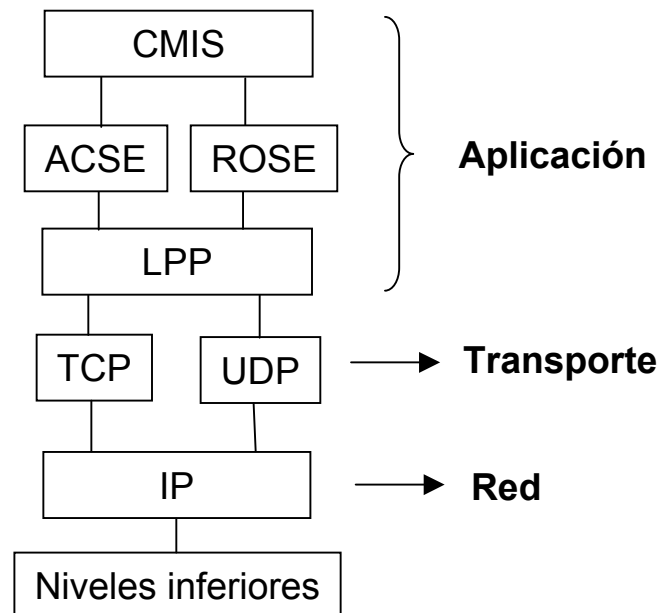 CMIS
ACSE
ROSE
Aplicación
LPP
TCP
UDP
Transporte
IP
Red
Niveles inferiores